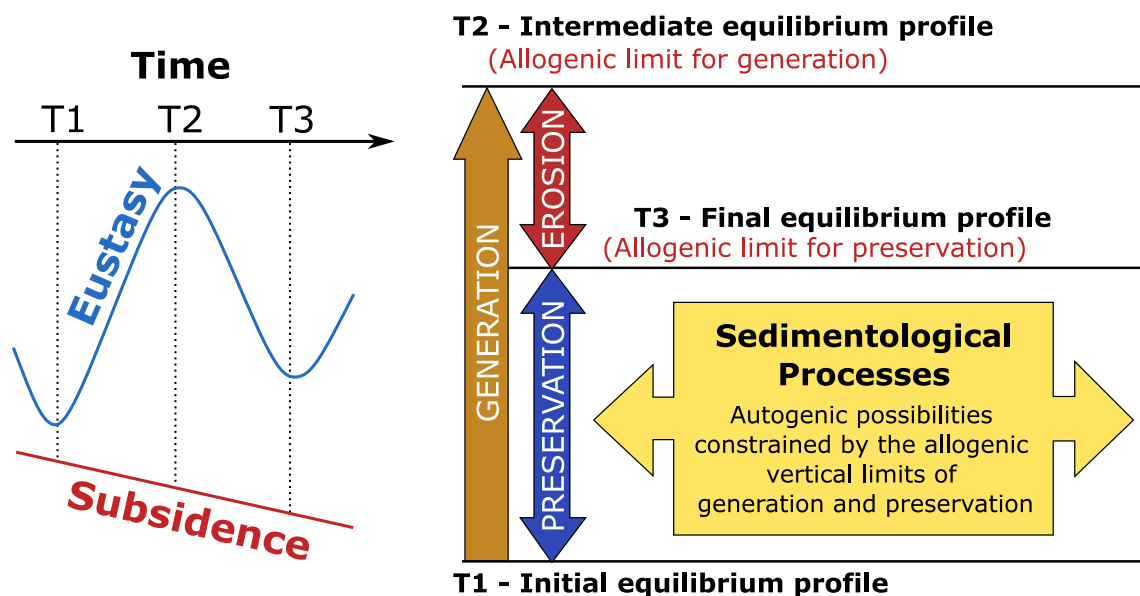 Time
T1 T2 T3
Eustasy
Subsidence
T2 - Intermediate equilibrium profile
(Allogenic limit for generation)
GENERATION
EROSION
T3 - Final equilibrium profile
(Allogenic limit for preservation)
PRESERVATION
Sedimentological
Processes
Autogenic possibilities
constrained by the allogenic
vertical limits of
generation and preservation
T1 - Initial equilibrium profile